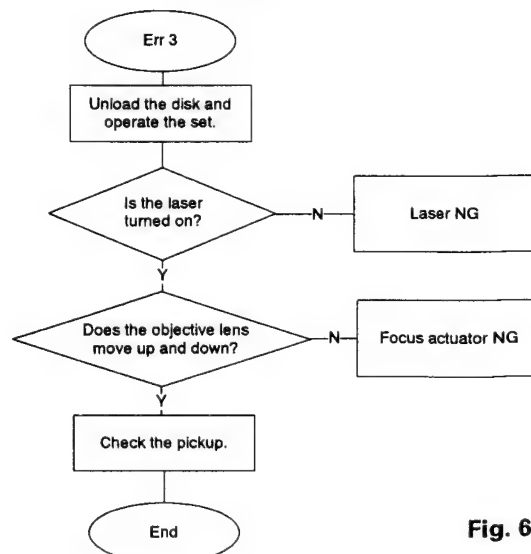 Err 3
Unload the disk and
operate the set.
Is the laser
turned on?
N
Laser NG
Y
Does the objective lens
move up and down?
N
Focus actuator NG
Y
Check the pickup.
End
Fig. 6